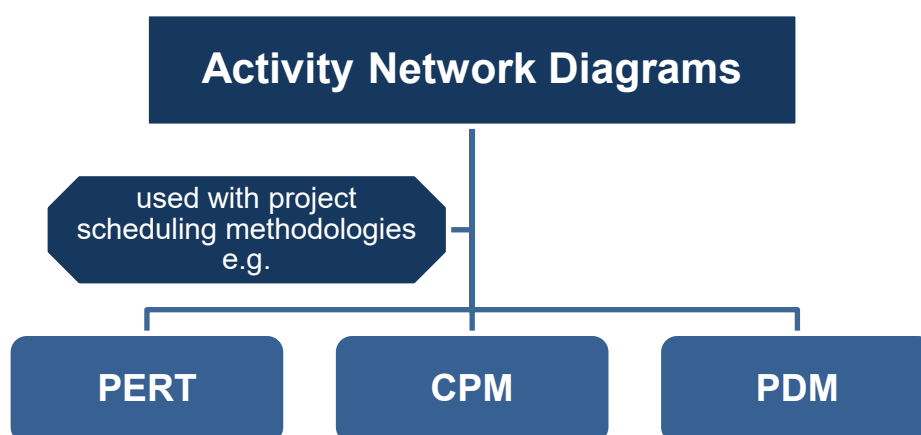 Activity Network Diagrams
used with project
scheduling methodologies
e.g.
PERT
CPM
PDM